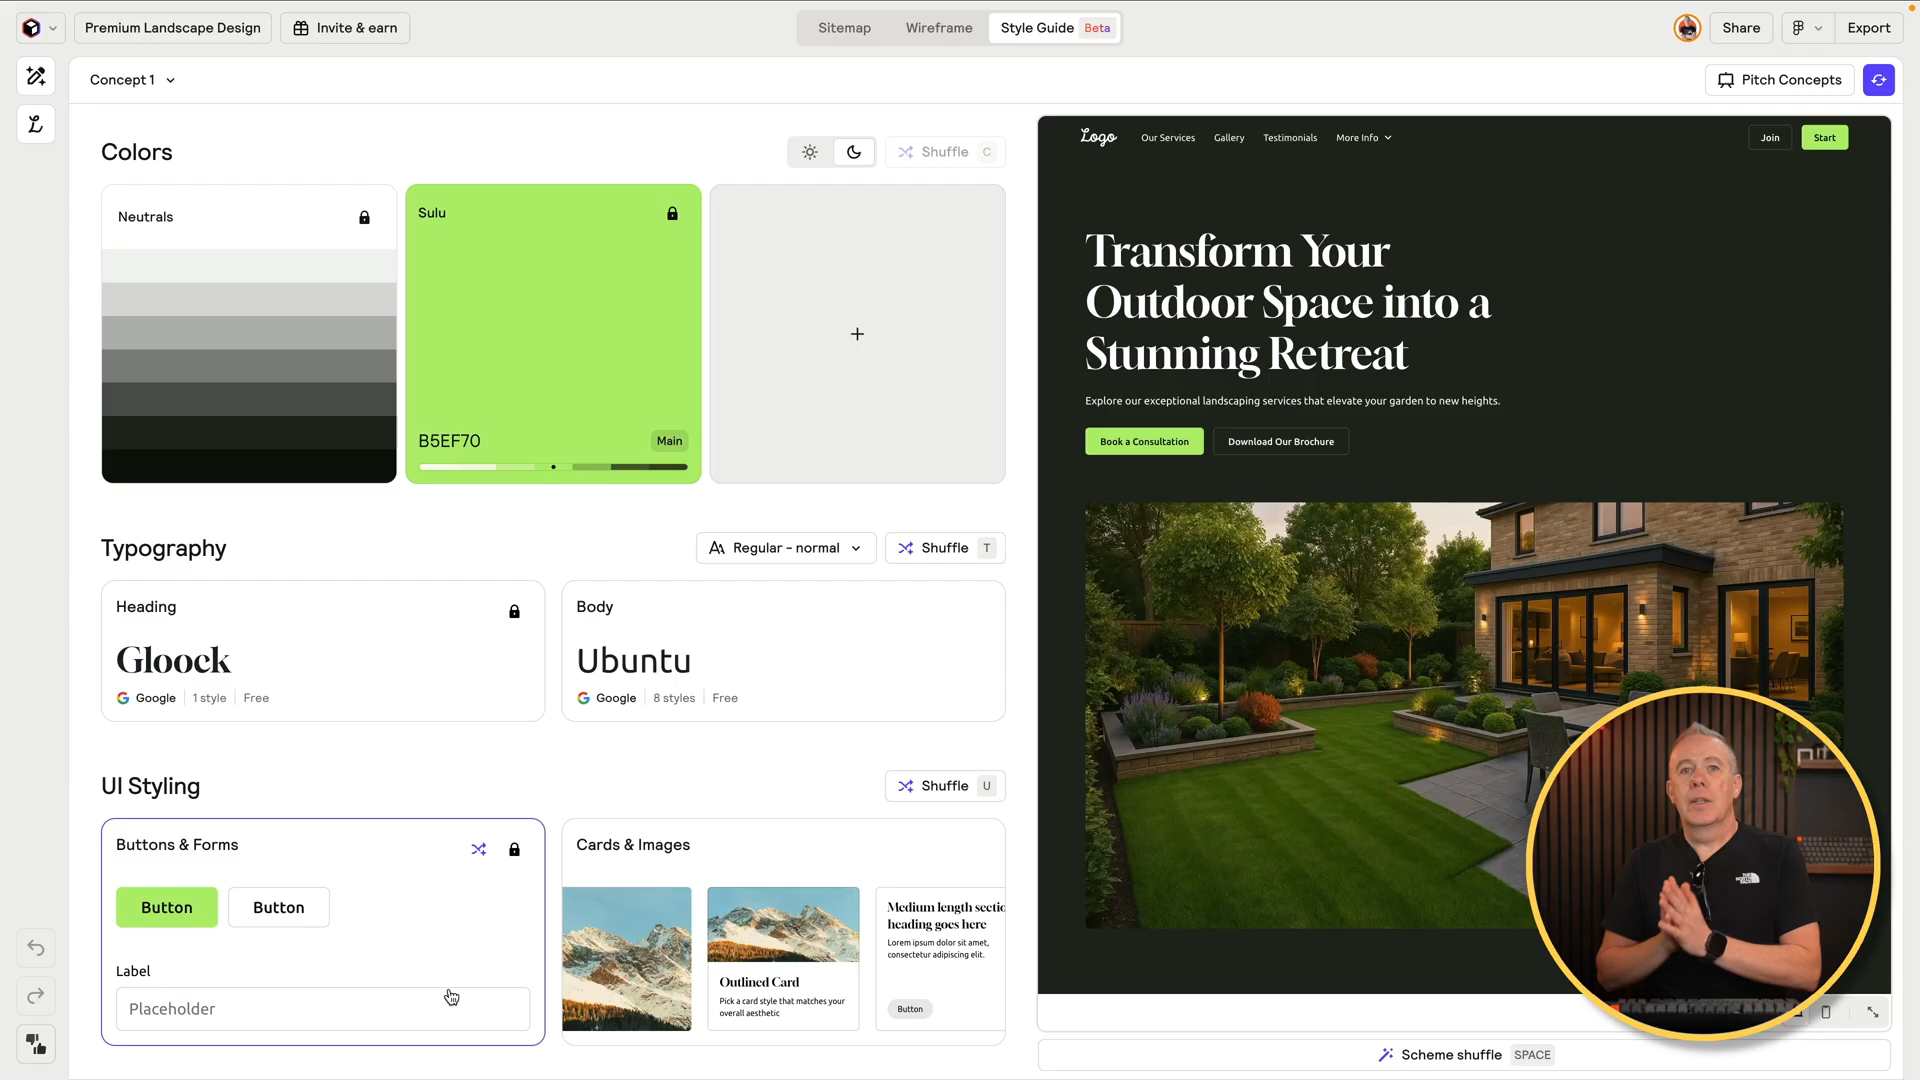 Premium Landscape Design
Invite & earn
Sitemap
Wireframe
Style Guide Beta
Share
Export
Concept 1
Pitch Concepts
Colors
Shuffle C
Neutrals
Sulu
B5EF70
Main
Typography
Regular - normal
Shuffle T
Heading
Gloock
Google
1 style
Free
Body
Ubuntu
Google
8 styles
Free
UI Styling
Shuffle U
Buttons & Forms
Button
Button
Label
Placeholder
Cards & Images
Outlined Card
Pick a card style that matches your
overall aesthetic
Medium length sectio
heading goes here
Lorem ipsum dolor sit amet,
consectetur adipiscing elit.
Button
Logo
Our Services
Gallery
Testimonials
More Info
Join
Start
Transform Your
Outdoor Space into a
Stunning Retreat
Explore our exceptional landscaping services that elevate your garden to new heights.
Book a Consultation
Download Our Brochure
THE NORTH FACE
Scheme shuffle SPACE